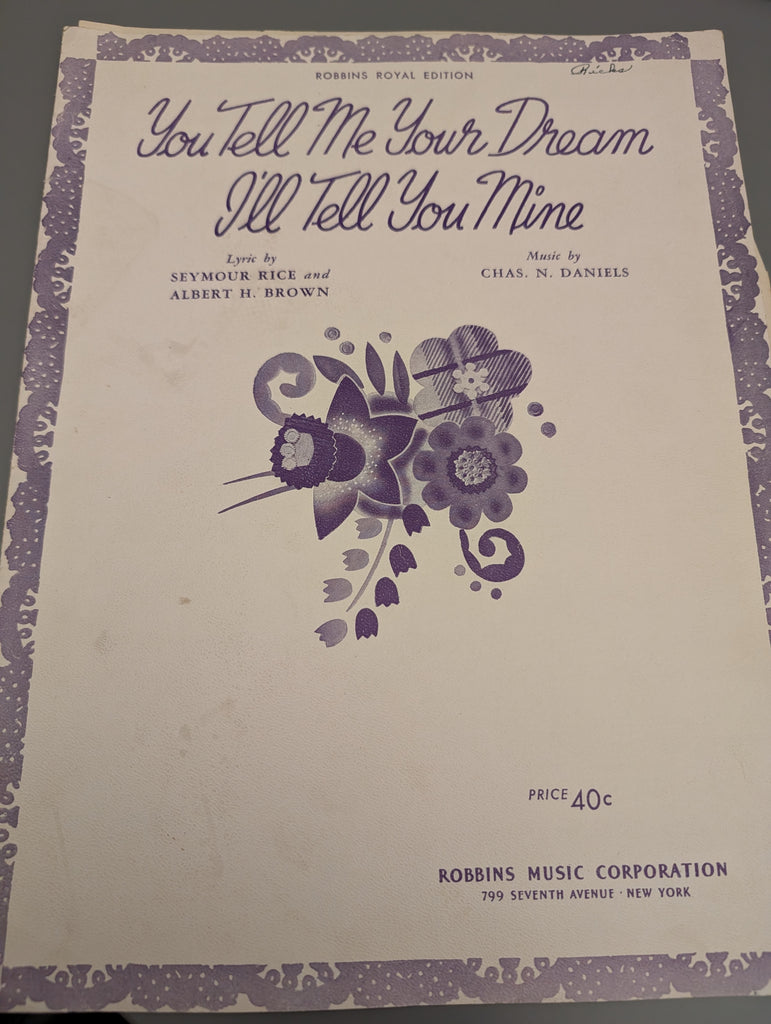 ROBBINS ROYAL EDITION
You Tell Me Your Dream
I'll Tell You Mine
Lyric by
SEYMOUR RICE and
ALBERT H. BROWN
Music by
CHAS. N. DANIELS
PRICE 40c
ROBBINS MUSIC CORPORATION
799 SEVENTH AVENUE · NEW YORK